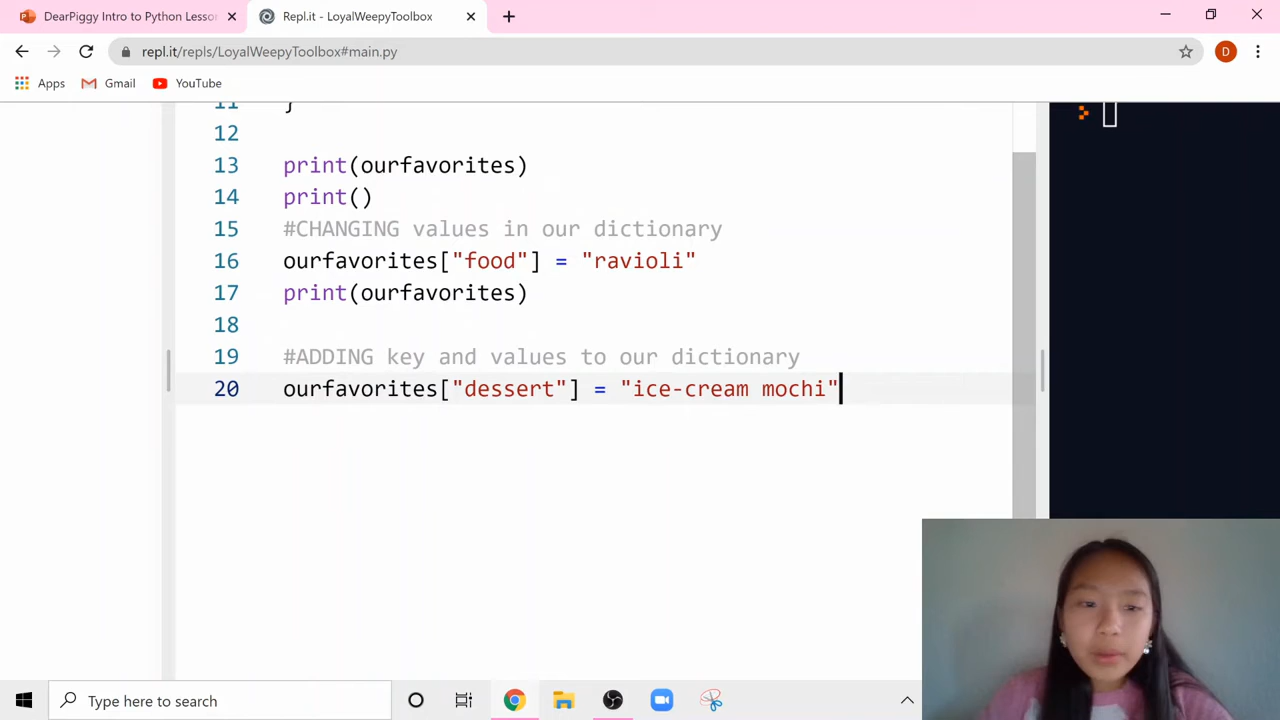 DearPiggy Intro to Python Lesso
Repl.it - LoyalWeepyToolbox
repl.it/repls/LoyalWeepyToolbox#main.py
D
Apps
Gmail
YouTube
11 }
12
13 print(ourfavorites)
14 print()
15 #CHANGING values in our dictionary
16 ourfavorites["food"] = "ravioli"
17 print(ourfavorites)
18
19 #ADDING key and values to our dictionary
20 ourfavorites["dessert"] = "ice-cream mochi"
Type here to search